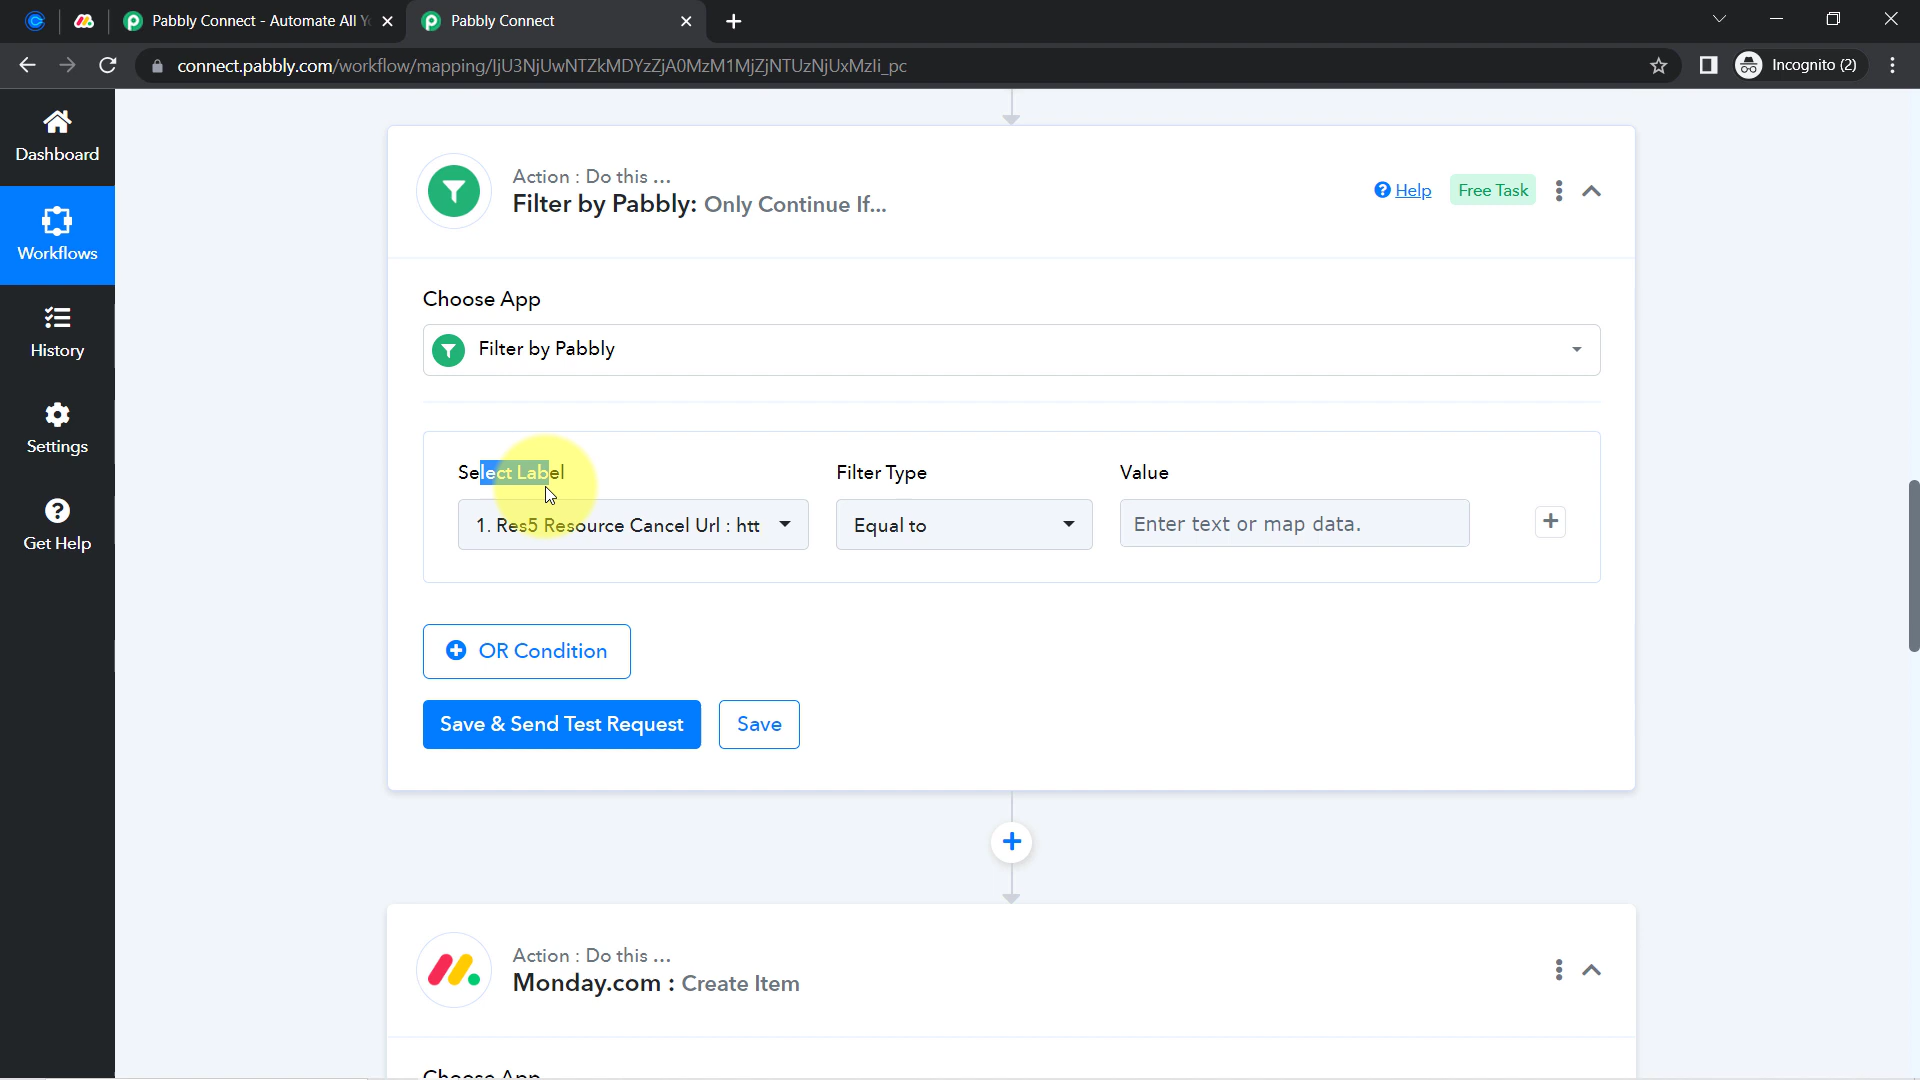 Pabbly Connect - Automate All Y
Pabbly Connect
connect.pabbly.com/workflow/mapping/IjU3NjUwNTZkMDYzZjA0MzM1MjZjNTUzNjUxMzIi_pc
Incognito (2)
Dashboard
Workflows
History
Settings
Get Help
Action : Do this ...
Filter by Pabbly: Only Continue If...
Help
Free Task
Choose App
Filter by Pabbly
Select Label
Filter Type
Value
1. Res5 Resource Cancel Url : htt
Equal to
Enter text or map data.
OR Condition
Save & Send Test Request
Save
Action : Do this ...
Monday.com : Create Item
Choose App